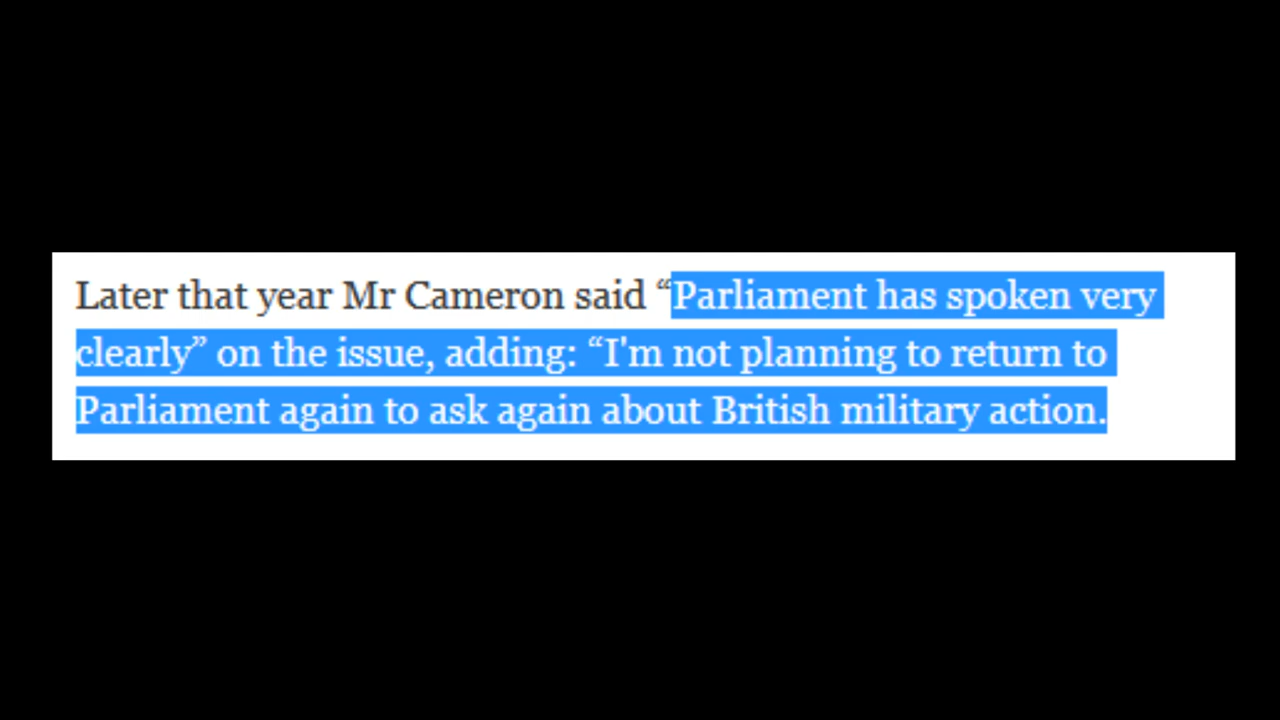 Later that year Mr Cameron said “Parliament has spoken very
clearly” on the issue, adding: “I'm not planning to return to
Parliament again to ask again about British military action.